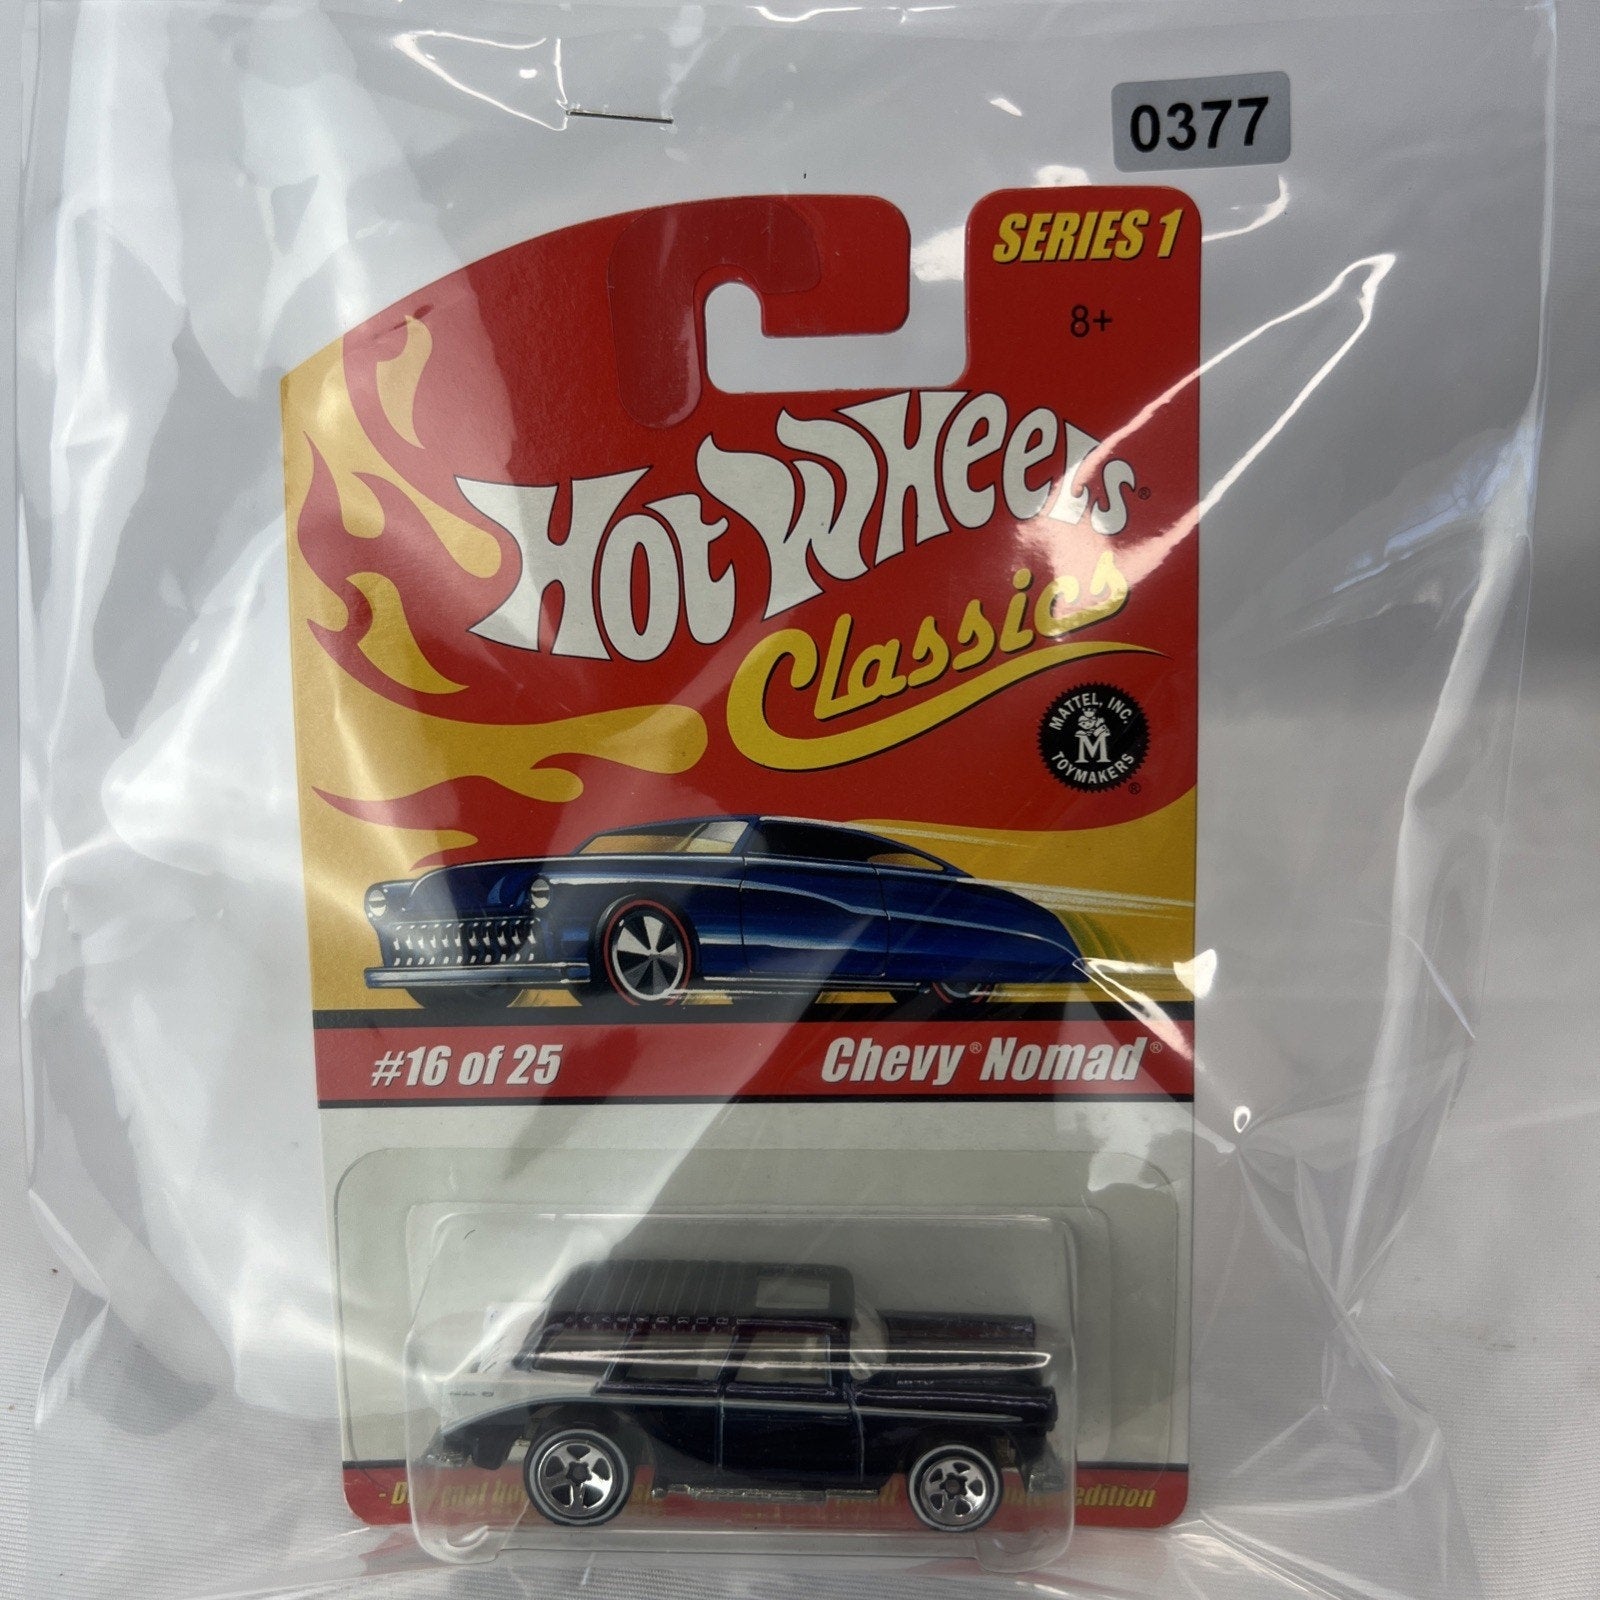 0377
SERIES 1
8+
Hot Wheels®
Classics
MATTEL, INC.
M
TOYMAKERS
®
#16 of 25
Chevy® Nomad®
edition